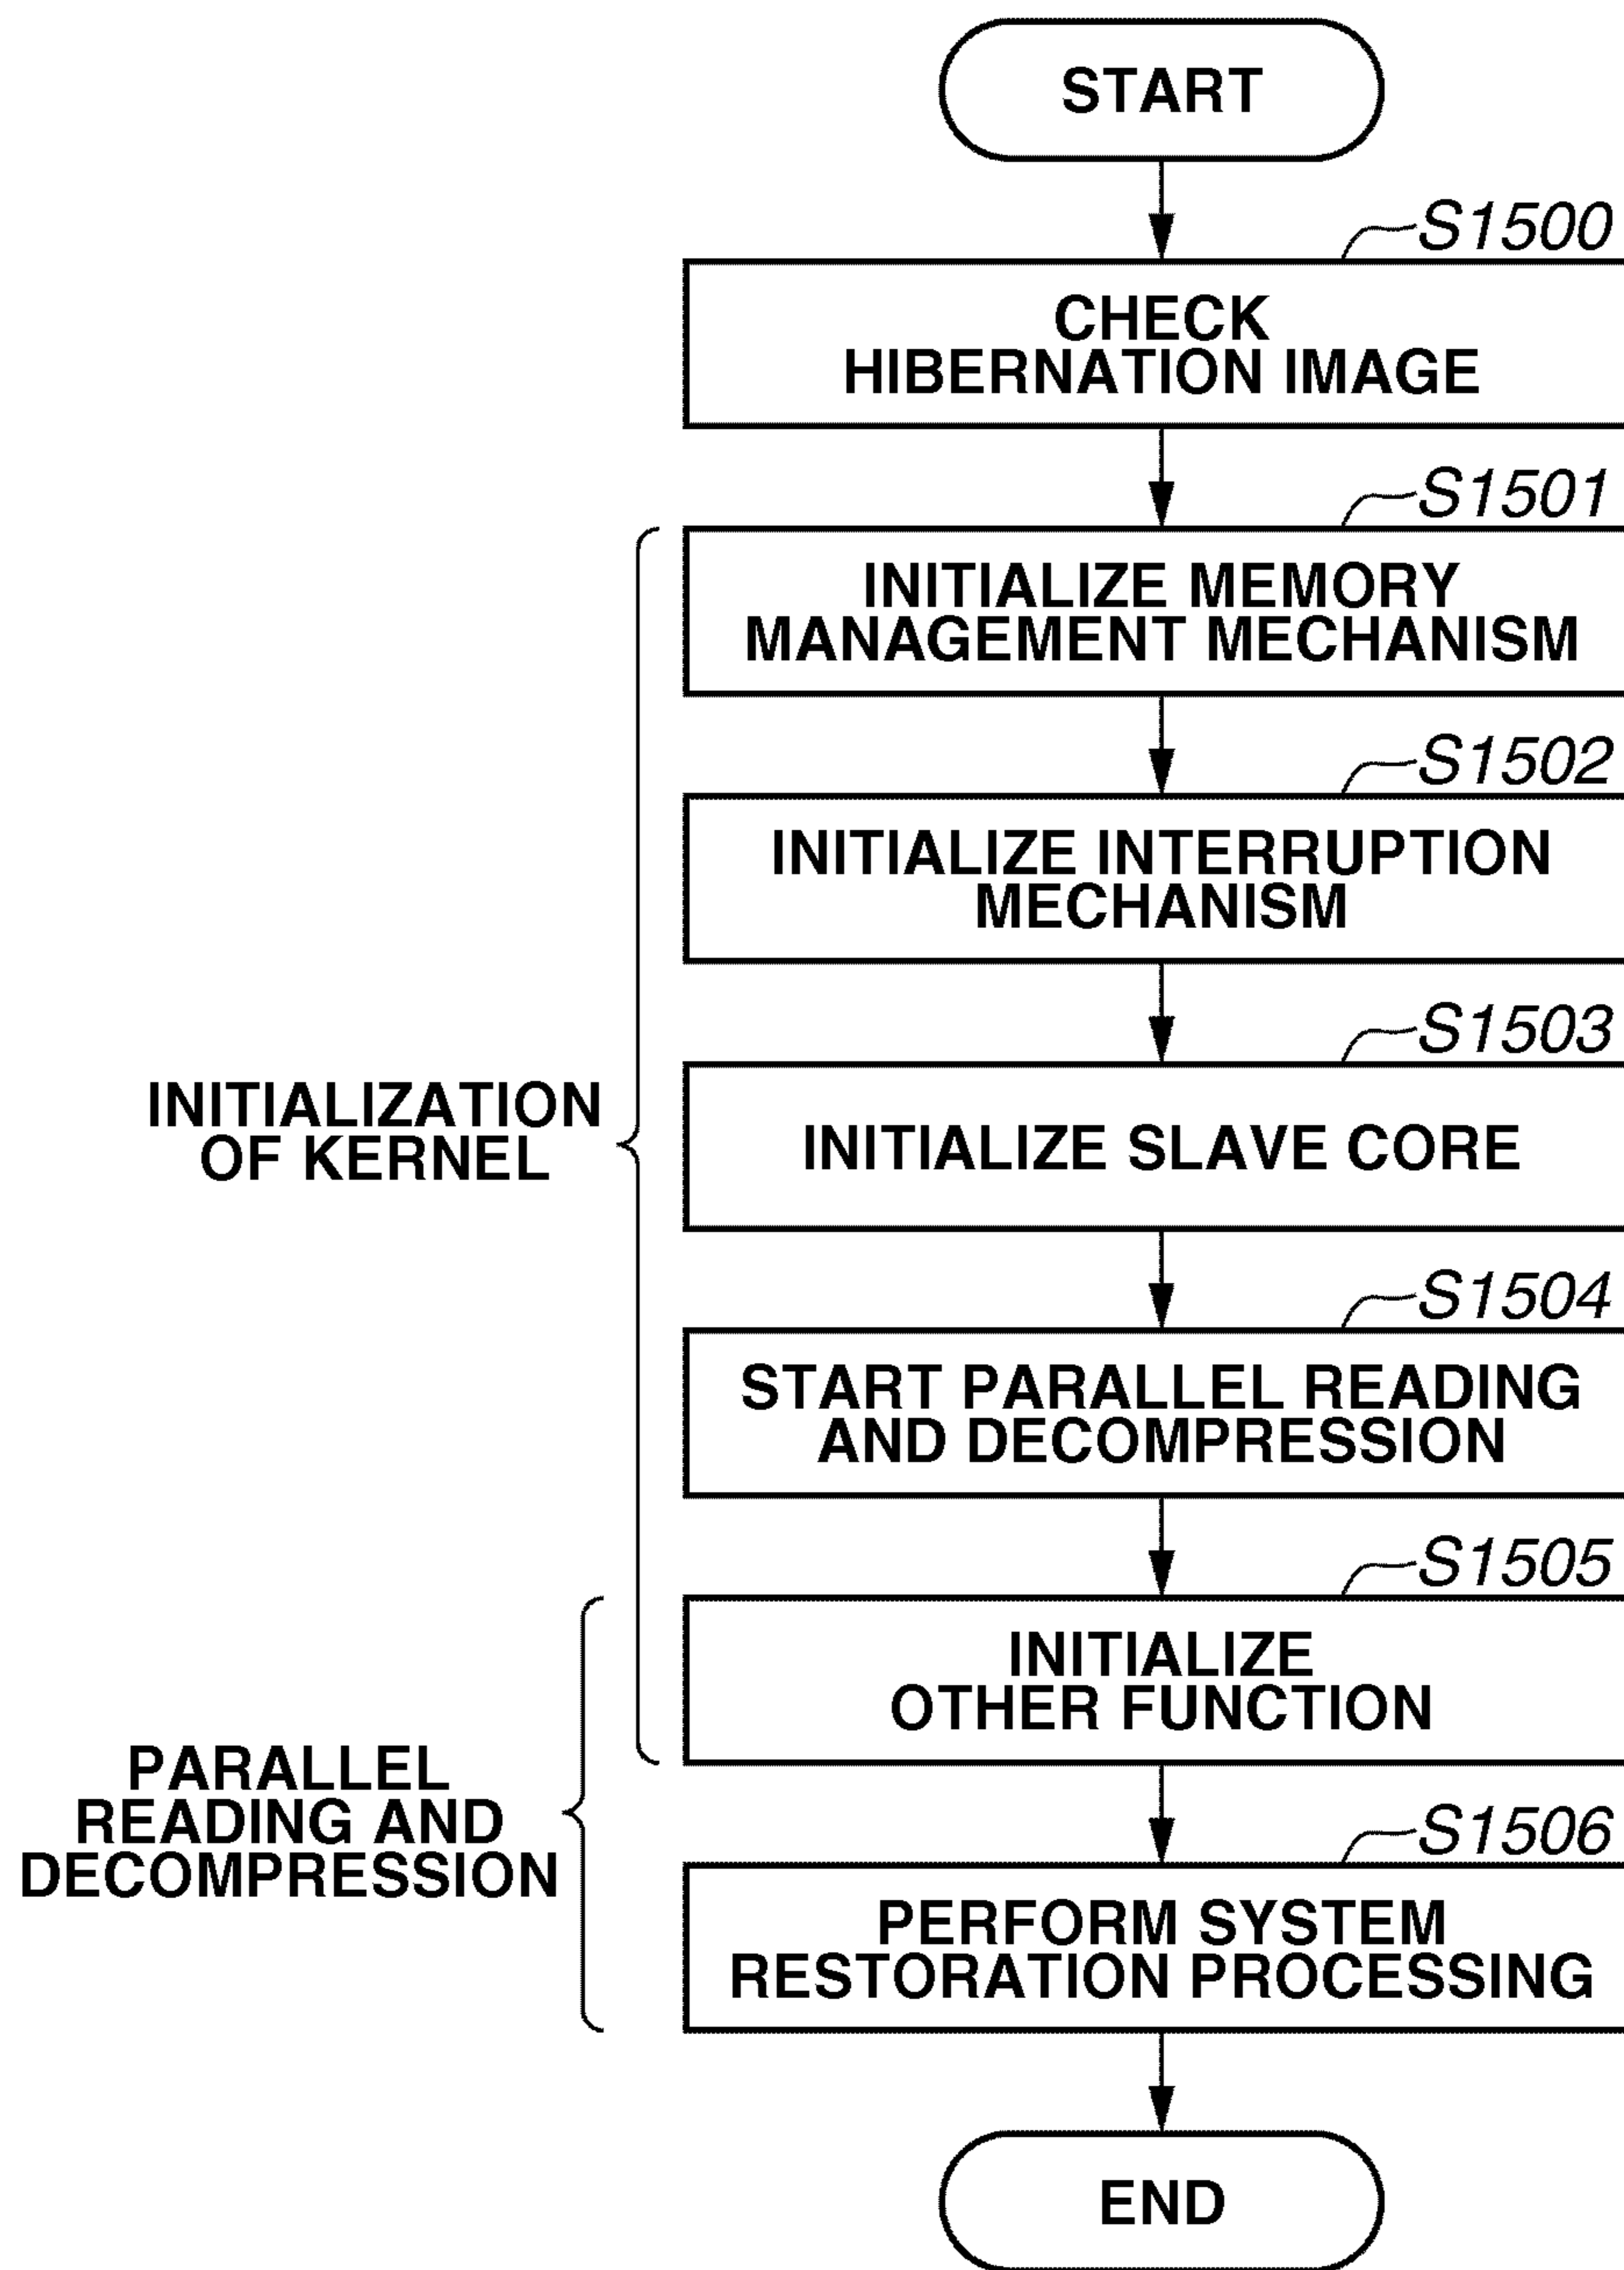 START
S1500
CHECK
HIBERNATION IMAGE
S1501
INITIALIZE MEMORY
MANAGEMENT MECHANISM
S1502
INITIALIZE INTERRUPTION
MECHANISM
S1503
INITIALIZATION
OF KERNEL
INITIALIZE SLAVE CORE
S1504
START PARALLEL READING
AND DECOMPRESSION
S1505
INITIALIZE
OTHER FUNCTION
PARALLEL
READING AND
DECOMPRESSION
S1506
PERFORM SYSTEM
RESTORATION PROCESSING
END